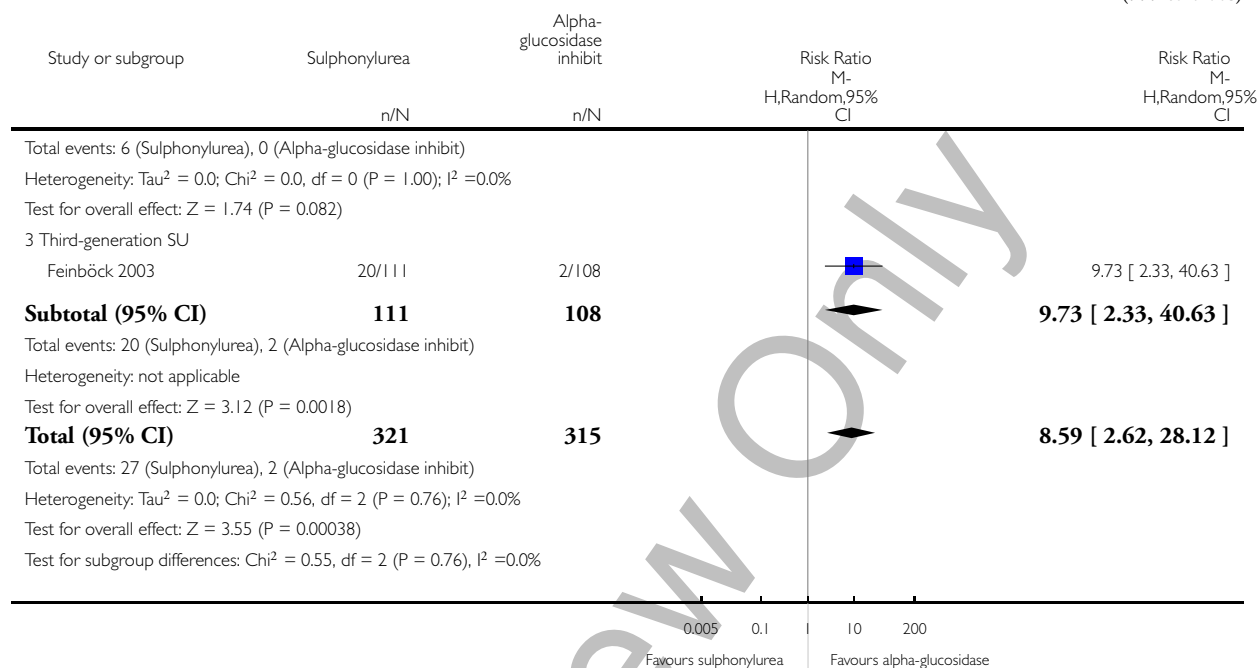 Alpha-
glucosidase
Study or subgroup Sulphonylurea inhibit Risk Ratio Risk Ratio
M- M-
H,Random,95% H,Random,95%
n/N n/N CI CI
Total events: 6 (Sulphonylurea), 0 (Alpha-glucosidase inhibit)
Heterogeneity: Tau² = 0.0; Chi² = 0.0, df = 0 (P = 1.00); I² =0.0%
Test for overall effect: Z = 1.74 (P = 0.082)
3 Third-generation SU
Feinböck 2003 20/111 2/108 9.73 [ 2.33, 40.63 ]
Subtotal (95% CI) 111 108 9.73 [ 2.33, 40.63 ]
Total events: 20 (Sulphonylurea), 2 (Alpha-glucosidase inhibit)
Heterogeneity: not applicable
Test for overall effect: Z = 3.12 (P = 0.0018)
Total (95% CI) 321 315 8.59 [ 2.62, 28.12 ]
Total events: 27 (Sulphonylurea), 2 (Alpha-glucosidase inhibit)
Heterogeneity: Tau² = 0.0; Chi² = 0.56, df = 2 (P = 0.76); I² =0.0%
Test for overall effect: Z = 3.55 (P = 0.00038)
Test for subgroup differences: Chi² = 0.55, df = 2 (P = 0.76), I² =0.0%
0.005 0.1 1 10 200
Favours sulphonylurea Favours alpha-glucosidase
Only